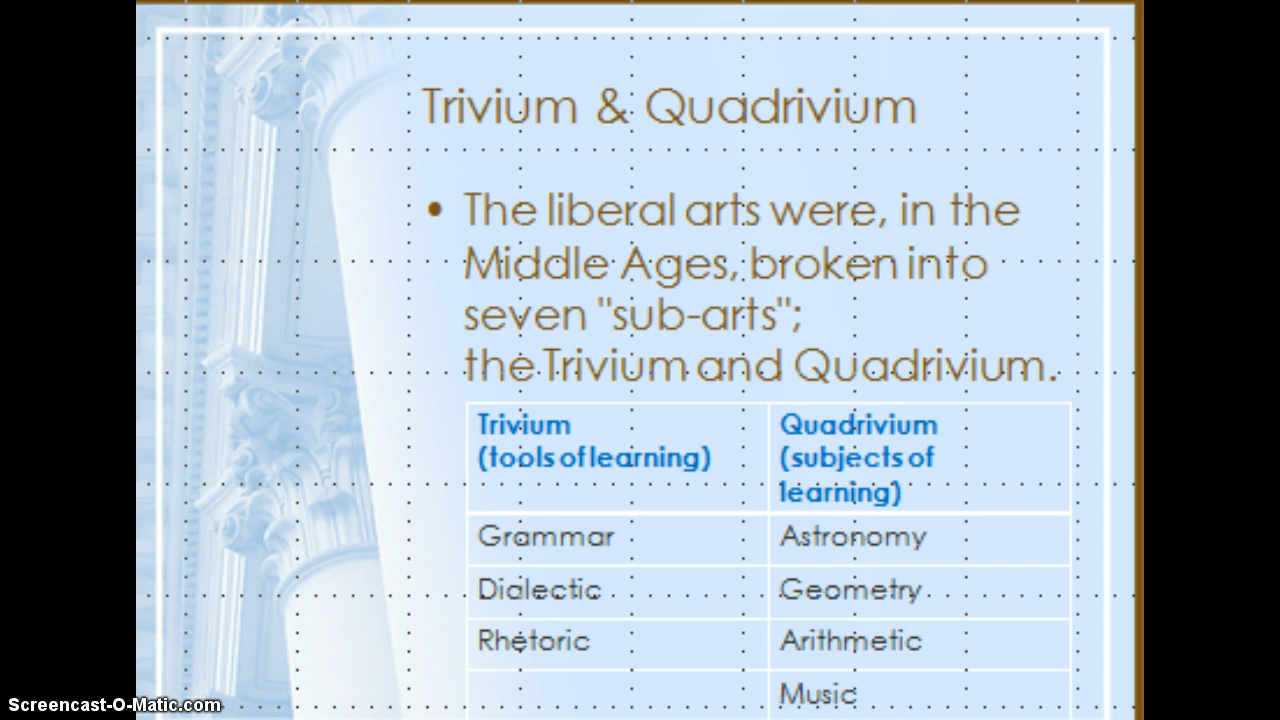 Trivium & Quadrivium
• The liberal arts were, in the
Middle Ages, broken into
seven "sub-arts";
the Trivium and Quadrivium.
Trivium
(tools of learning)
Quadrivium
(subjects of
learning)
Grammar
Astronomy
Dialectic
Geometry
Rhetoric
Arithmetic
Music
Screencast-O-Matic.com